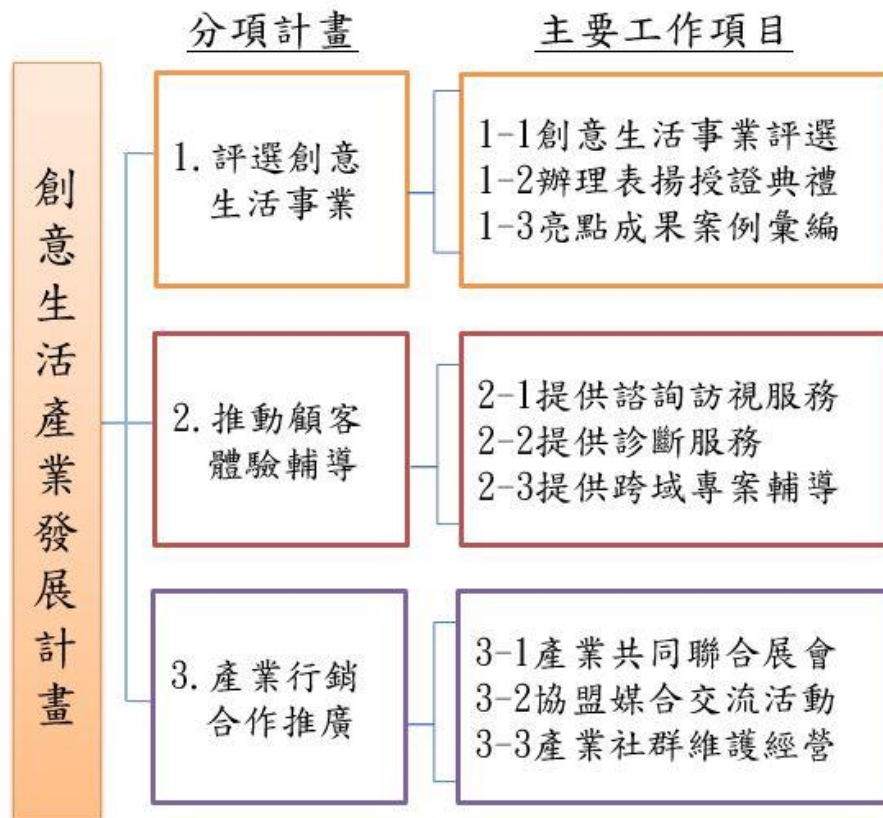 分項計畫
主要工作項目
創意生活產業發展計畫
1.評選創意
生活事業
1-1創意生活事業評選
1-2辦理表揚授證典禮
1-3亮點成果案例彙編
2.推動顧客
體驗輔導
2-1提供諮詢訪視服務
2-2提供診斷服務
2-3提供跨域專案輔導
3.產業行銷
合作推廣
3-1產業共同聯合展會
3-2協盟媒合交流活動
3-3產業社群維護經營